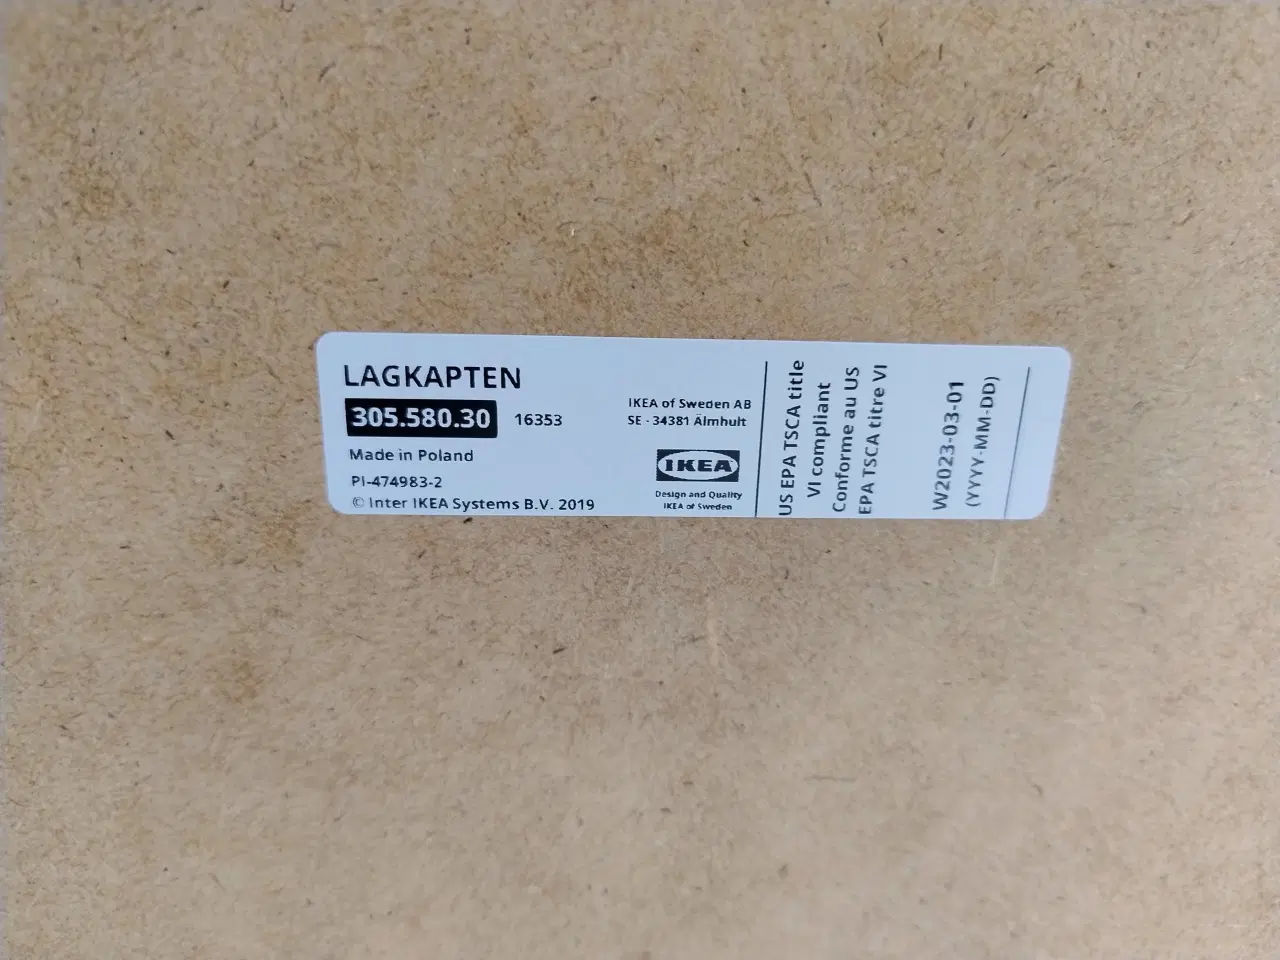 LAGKAPTEN
305.580.30 16353
Made in Poland
PI-474983-2
© Inter IKEA Systems B.V. 2019
IKEA of Sweden AB
SE - 34381 Älmhult
IKEA
Design and Quality
IKEA of Sweden
US EPA TSCA title
VI compliant
Conforme au US
EPA TSCA titre VI
W2023-03-01
(YYYY-MM-DD)